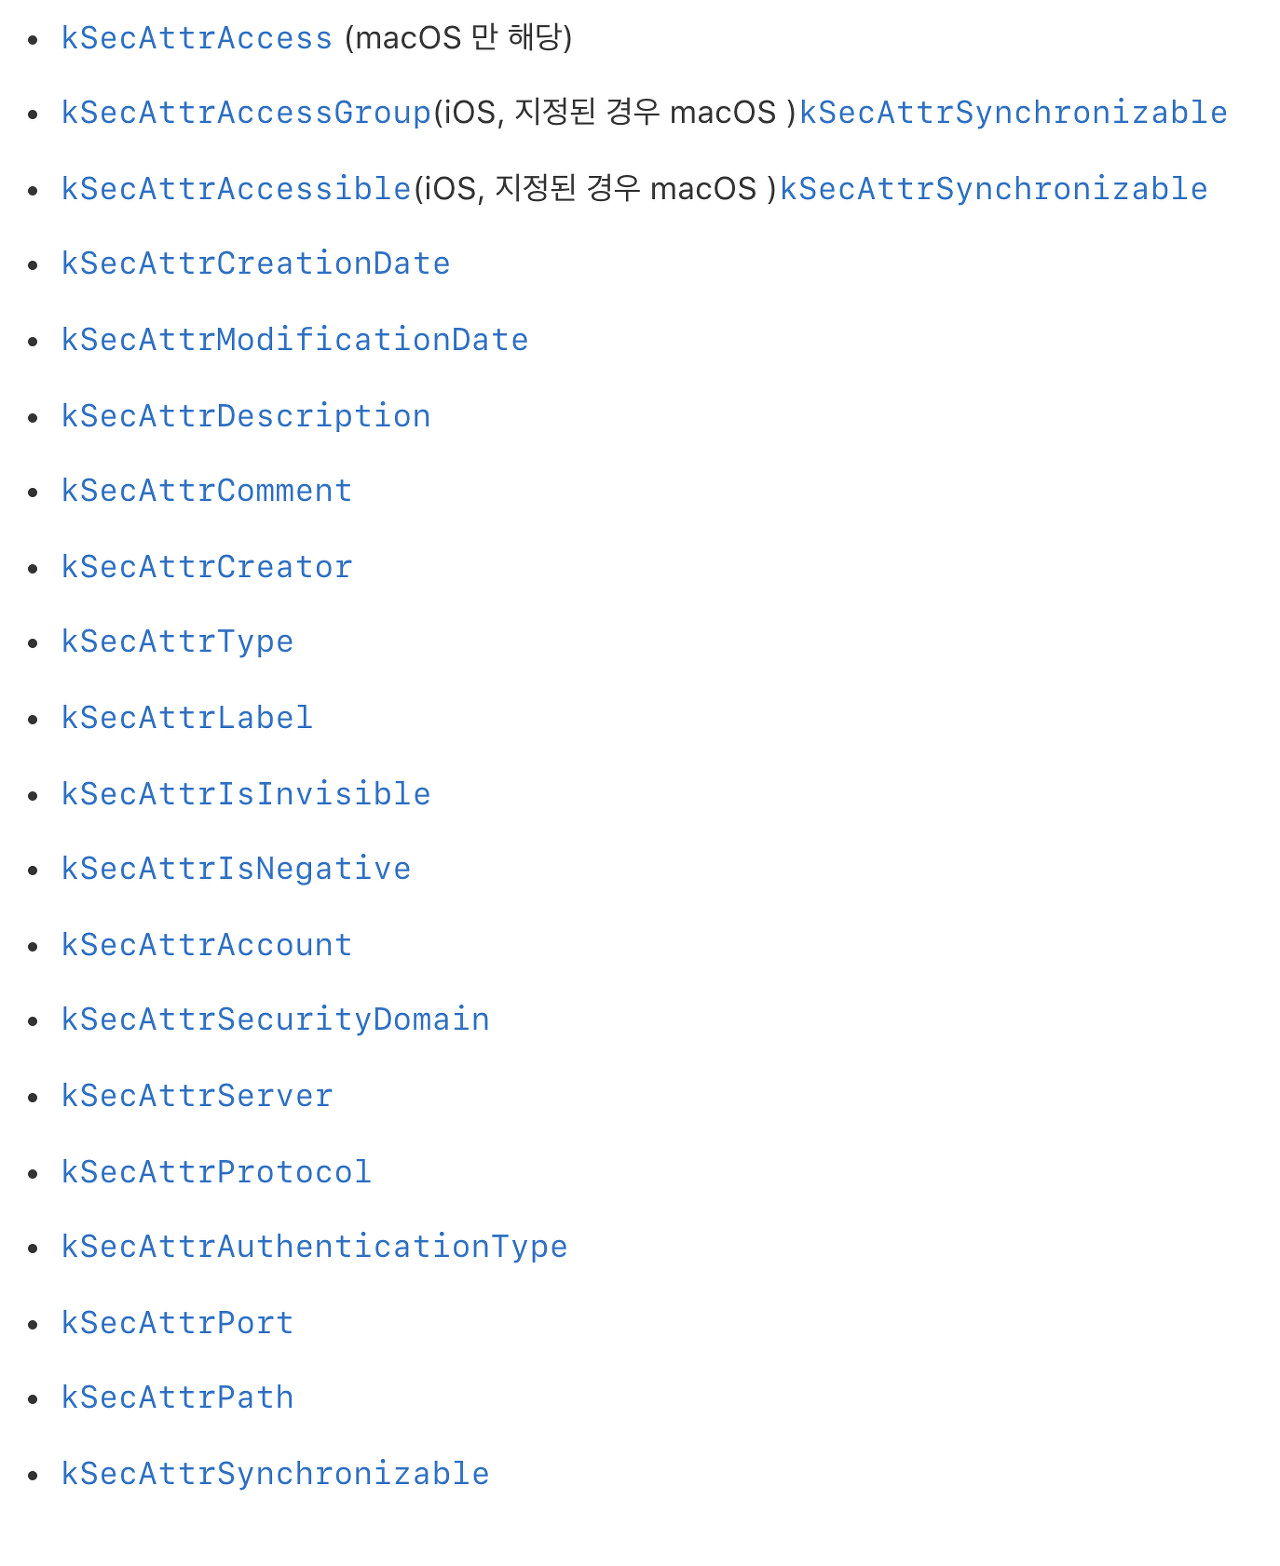 • kSecAttrAccess (macOS 만 해당)
• kSecAttrAccessGroup(iOS, 지정된 경우 macOS )kSecAttrSynchronizable
• kSecAttrAccessible(iOS, 지정된 경우 macOS )kSecAttrSynchronizable
• kSecAttrCreationDate
• kSecAttrModificationDate
• kSecAttrDescription
• kSecAttrComment
• kSecAttrCreator
• kSecAttrType
• kSecAttrLabel
• kSecAttrIsInvisible
• kSecAttrIsNegative
• kSecAttrAccount
• kSecAttrSecurityDomain
• kSecAttrServer
• kSecAttrProtocol
• kSecAttrAuthenticationType
• kSecAttrPort
• kSecAttrPath
• kSecAttrSynchronizable